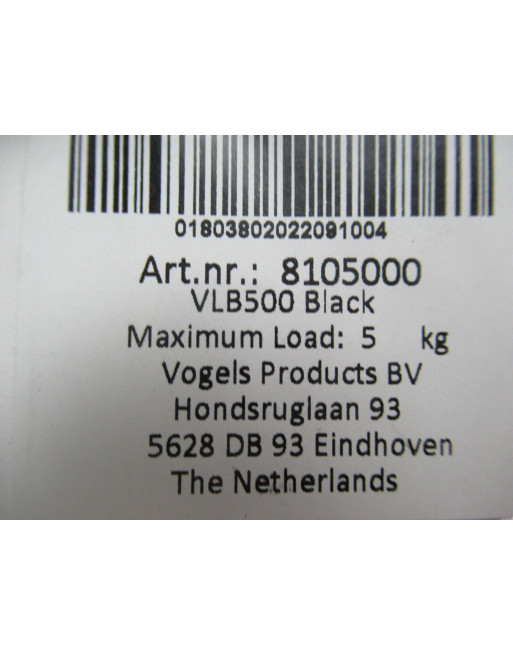 01803802022091004
Art.nr.: 8105000
VLB500 Black
Maximum Load: 5 kg
Vogels Products BV
Hondsruglaan 93
5628 DB 93 Eindhoven
The Netherlands